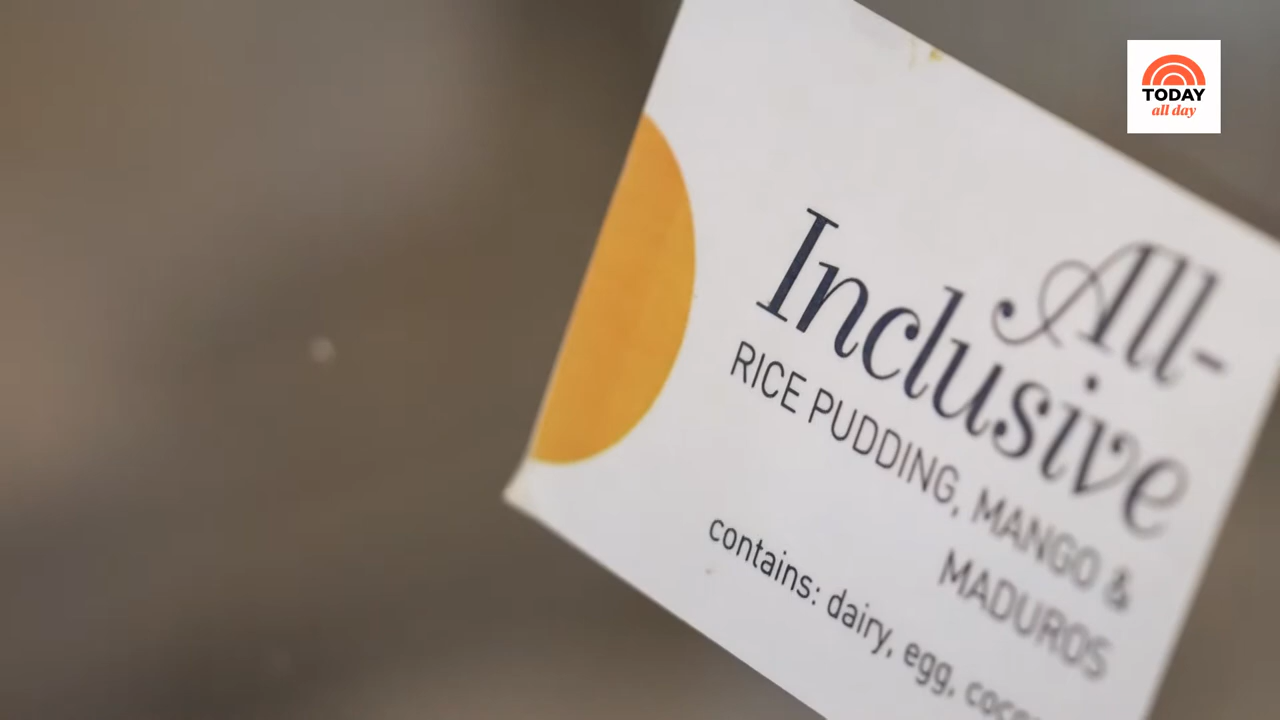 TODAY
all day
All-
Inclusive
RICE PUDDING, MANGO &
MADUROS
contains: dairy, egg,